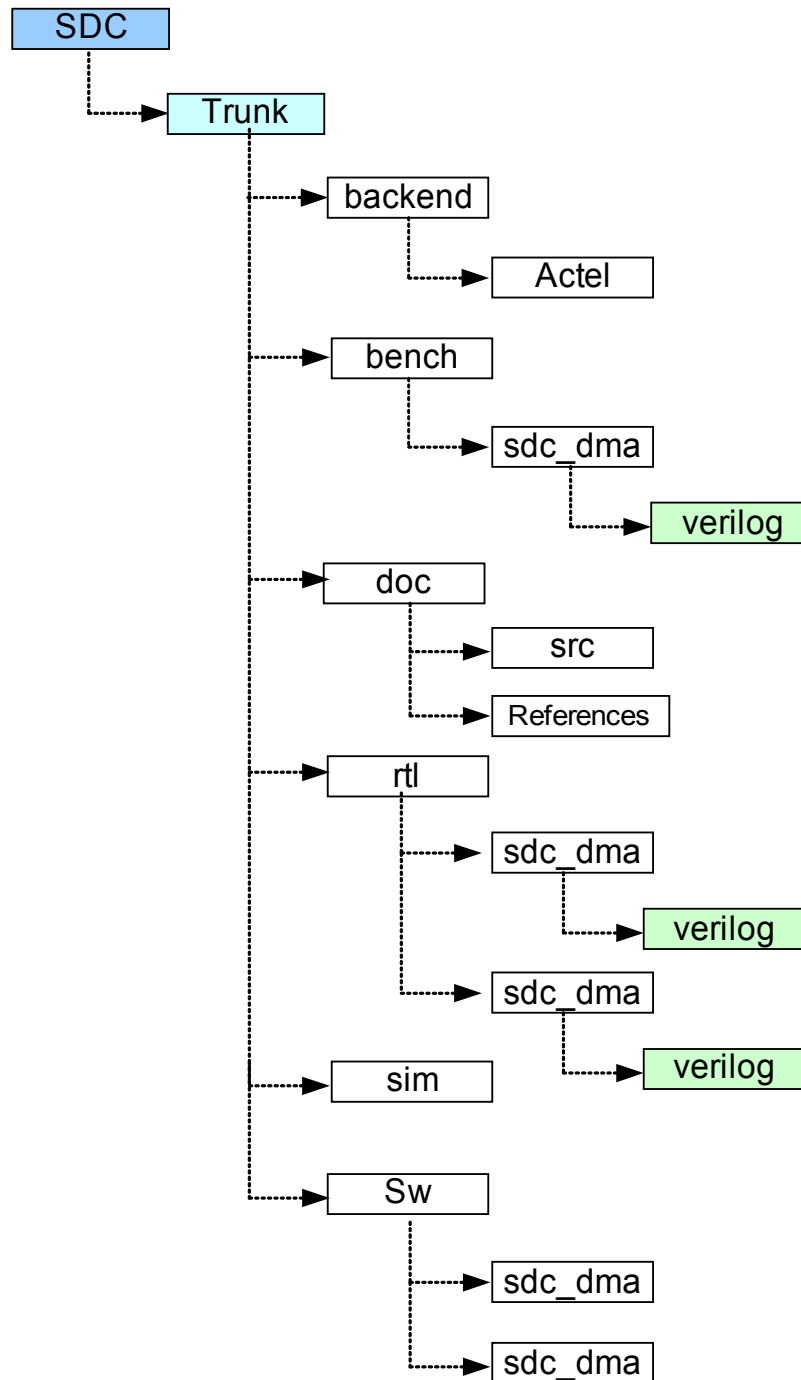 SDC
Trunk
backend
Actel
bench
sdc_dma
verilog
doc
src
References
rtl
sdc_dma
verilog
sdc_dma
verilog
sim
Sw
sdc_dma
sdc_dma